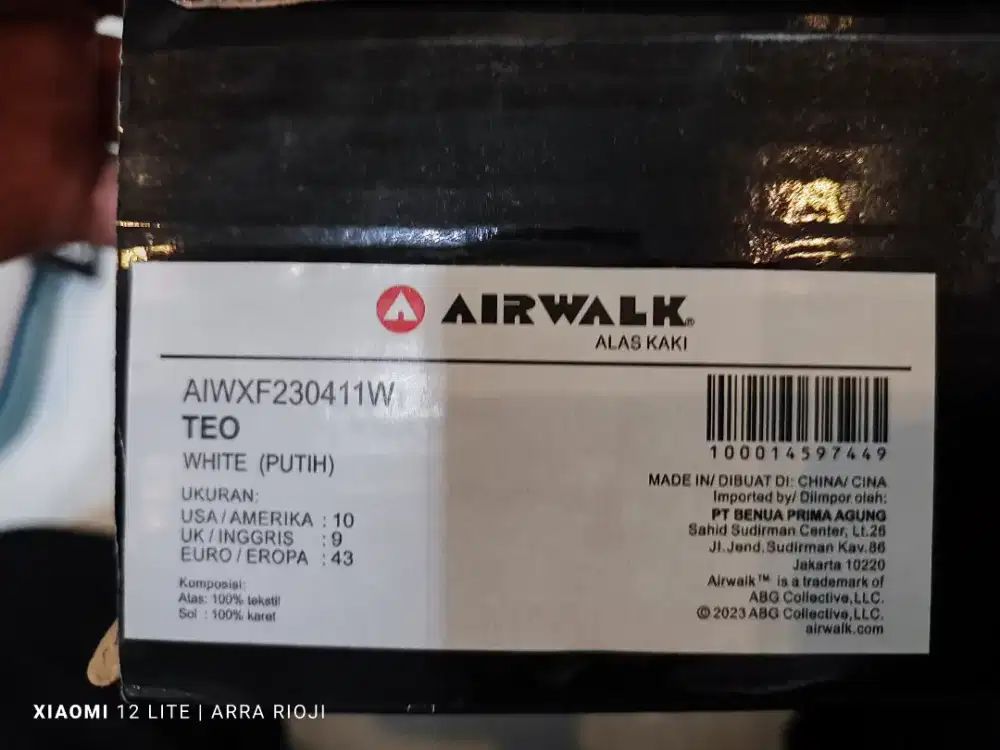 AIRWALK®
ALAS KAKI
AIWXF230411W
TEO
WHITE (PUTIH)
UKURAN:
USA / AMERIKA : 10
UK / INGGRIS : 9
EURO / EROPA : 43
Komposisi:
Atas: 100% tekstil
Sol : 100% karet
100014597449
MADE IN/ DIBUAT DI: CHINA/ CINA
Imported by/ Diimpor oleh:
PT BENUA PRIMA AGUNG
Sahid Sudirman Center, Lt.26
Jl.Jend.Sudirman Kav.86
Jakarta 10220
Airwalk™ is a trademark of
ABG Collective,LLC.
© 2023 ABG Collective,LLC.
airwalk.com
XIAOMI 12 LITE | ARRA RIOJI